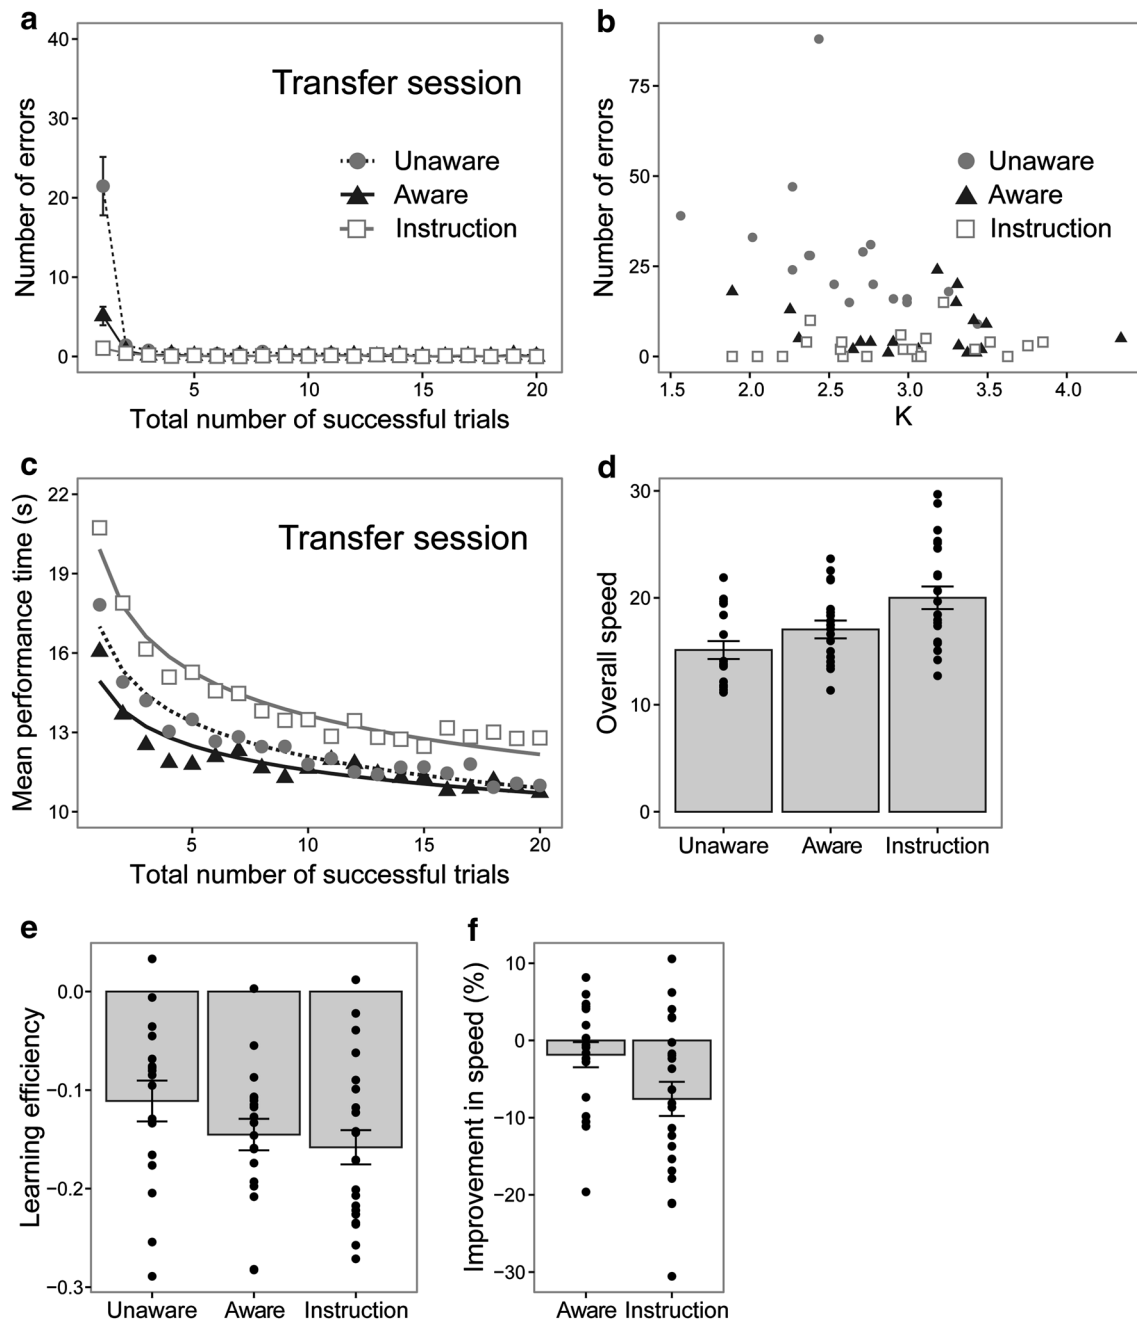 a
Number of errors
40
30
20
10
0
Transfer session
Unaware
Aware
Instruction
5
10
15
20
Total number of successful trials
b
Number of errors
75
50
25
0
Unaware
Aware
Instruction
1.5
2.0
2.5
3.0
3.5
4.0
K
c
Mean performance time (s)
22
19
16
13
10
Transfer session
5
10
15
20
Total number of successful trials
d
Overall speed
30
20
10
0
Unaware
Aware
Instruction
e
Learning efficiency
0.0
−0.1
−0.2
−0.3
Unaware
Aware
Instruction
f
Improvement in speed (%)
10
0
−10
−20
−30
Aware
Instruction